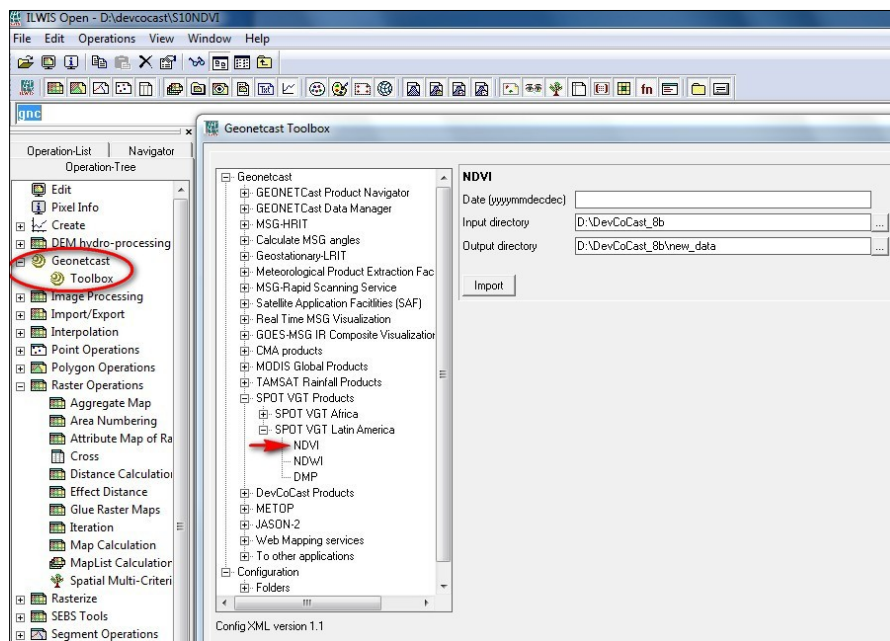 ILWIS Open - D:\devcocast\S10NDVI
File Edit Operations View Window Help
Txt
fn
gnc
Operation-List Navigator
Operation-Tree
Edit
Pixel Info
Create
DEM hydro-processing
Geonetcast
Toolbox
Image Processing
Import/Export
Interpolation
Point Operations
Polygon Operations
Raster Operations
Aggregate Map
Area Numbering
Attribute Map of Ra
Cross
Distance Calculation
Effect Distance
Glue Raster Maps
Iteration
Map Calculation
MapList Calculation
Spatial Multi-Criteri
Rasterize
SEBS Tools
Segment Operations
Geonetcast Toolbox
Geonetcast
GEONETCast Product Navigator
GEONETCast Data Manager
MSG-HRIT
Calculate MSG angles
Geostationary-LRIT
Meteorological Product Extraction Fac
MSG-Rapid Scanning Service
Satellite Application Facitlities (SAF)
Real Time MSG Visualization
GOES-MSG IR Composite Visualization
CMA products
MODIS Global Products
TAMSAT Rainfall Products
SPOT VGT Products
SPOT VGT Africa
SPOT VGT Latin America
NDVI
NDWI
DMP
DevCoCast Products
METOP
JASON-2
Web Mapping services
To other applications
Configuration
Folders
Config XML version 1.1
NDVI
Date (yyyymmdecdec)
Input directory D:\DevCoCast_8b ...
Output directory D:\DevCoCast_8b\new_data ...
Import